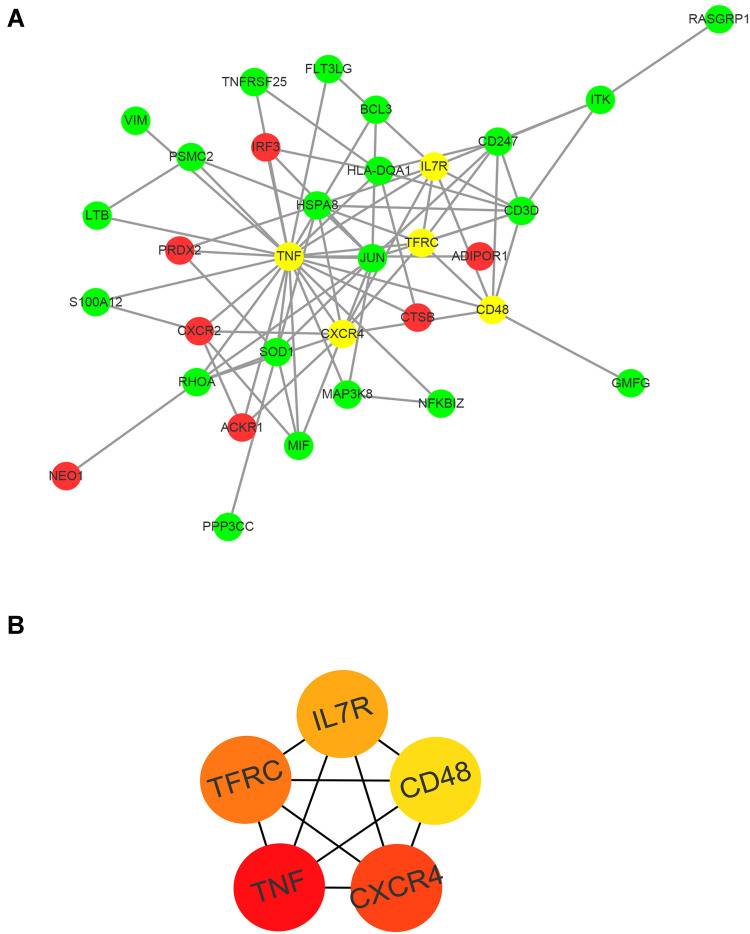 A
RASGRP1
FLT3LG
TNFRSF25
ITK
BCL3
VIM
CD247
IRF3
PSMC2
IL7R
HLA-DQA1
HSPA8
CD3D
LTB
TFRC
PRDX2
ADIPOR1
TNF
JUN
S100A12
CD48
CTSB
CXCR2
CXCR4
SOD1
RHOA
GMFG
MAP3K8
NFKBIZ
ACKR1
MIF
NEO1
PPP3CC
B
IL7R
TFRC
CD48
TNF
CXCR4